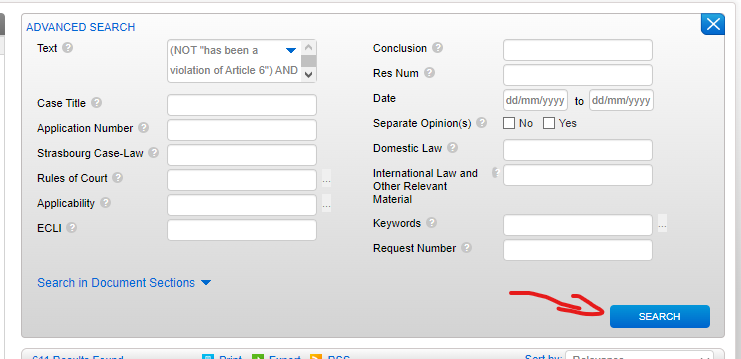 ADVANCED SEARCH
Text
(NOT "has been a
violation of Article 6") AND
Case Title
Application Number
Strasbourg Case-Law
Rules of Court
...
Applicability
...
ECLI
Conclusion
Res Num
Date
dd/mm/yyyy to dd/mm/yyyy
Separate Opinion(s) No Yes
Domestic Law
International Law and
Other Relevant
Material
Keywords
...
Request Number
Search in Document Sections
SEARCH
611 Results Found Print Export RSS Sort by: Relevance